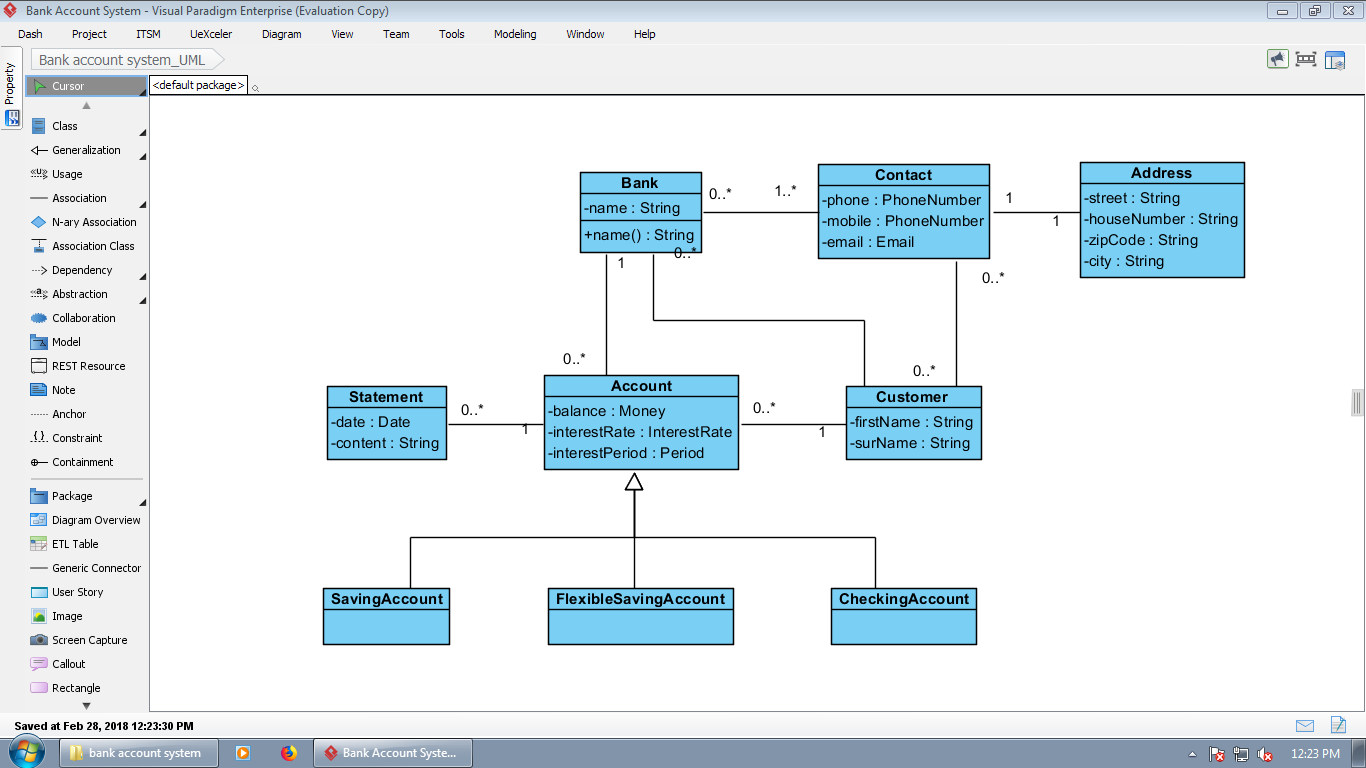 Bank Account System - Visual Paradigm Enterprise (Evaluation Copy)
Dash Project ITSM UeXceler Diagram View Team Tools Modeling Window Help
Property
Bank account system_UML
<default package>
Cursor
Class
Generalization
«U» Usage
Association
N-ary Association
Association Class
Dependency
«a» Abstraction
Collaboration
Model
REST Resource
Note
Anchor
{.} Constraint
Containment
Package
Diagram Overview
ETL Table
Generic Connector
User Story
Image
Screen Capture
Callout
Rectangle
Bank
-name : String
+name() : String
0..*
1..*
Contact
-phone : PhoneNumber
-mobile : PhoneNumber
-email : Email
1
1
Address
-street : String
-houseNumber : String
-zipCode : String
-city : String
1
0..*
0..*
0..*
0..*
Statement
-date : Date
-content : String
0..*
1
Account
-balance : Money
-interestRate : InterestRate
-interestPeriod : Period
0..*
1
Customer
-firstName : String
-surName : String
SavingAccount
FlexibleSavingAccount
CheckingAccount
Saved at Feb 28, 2018 12:23:30 PM
bank account system
Bank Account Syste...
12:23 PM